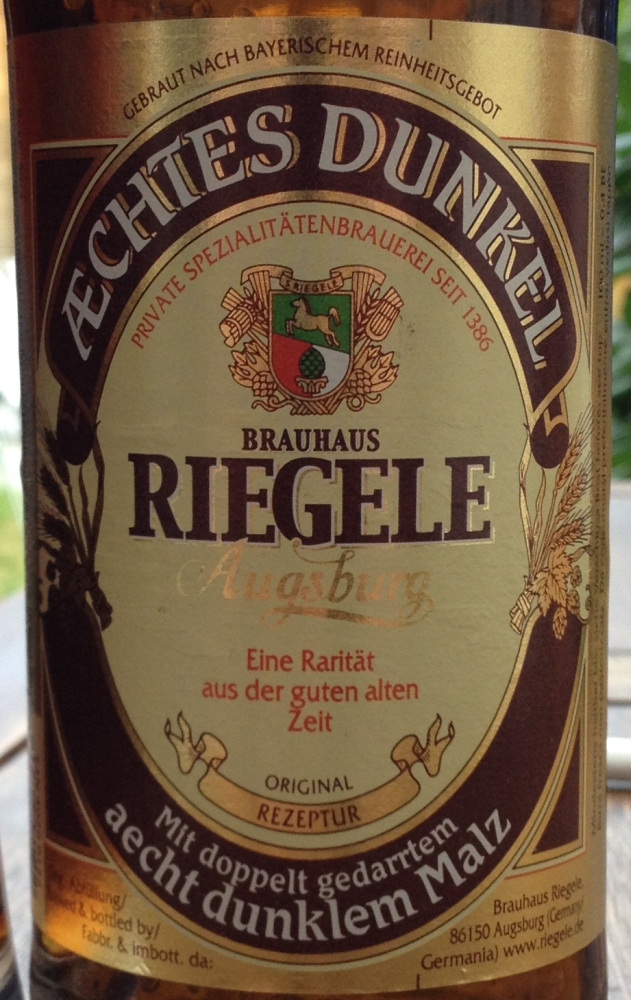 GEBRAUT NACH BAYERISCHEM REINHEITSGEBOT
ÆCHTES DUNKEL
PRIVATE SPEZIALITÄTENBRAUEREI SEIT 1386
S. RIEGELE
BRAUHAUS
RIEGELE
Augsburg
Eine Rarität
aus der guten alten
Zeit
ORIGINAL
REZEPTUR
Mit doppelt gedarrtem
aecht dunklem Malz
Abfüllung/
& bottled by/
Fabbr. & imbott. da:
Brauhaus Riegele,
86150 Augsburg (Germany/
Germania) www.riegele.de